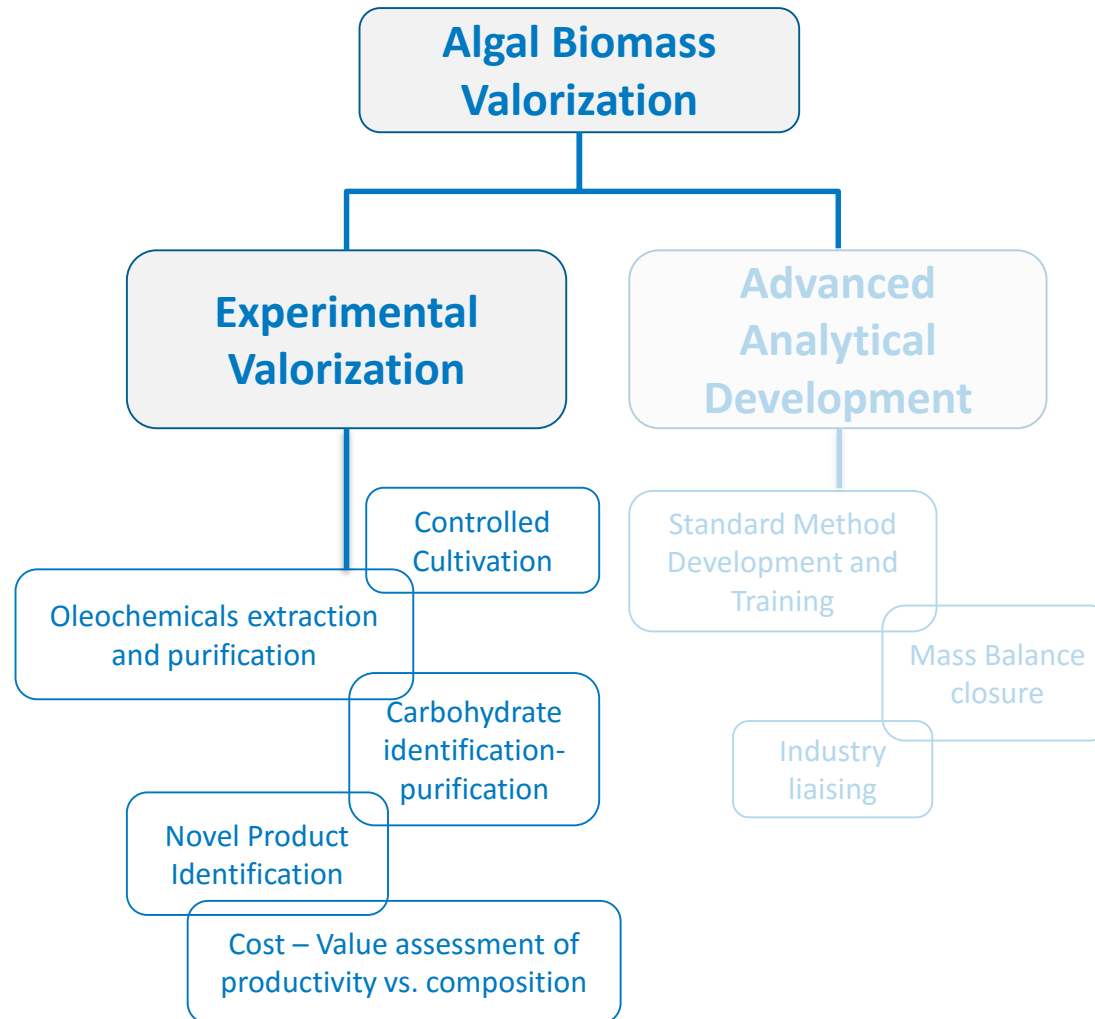 Algal Biomass
Valorization
Experimental
Valorization
Advanced
Analytical
Development
Controlled
Cultivation
Oleochemicals extraction
and purification
Carbohydrate
identification-
purification
Novel Product
Identification
Cost – Value assessment of
productivity vs. composition
Standard Method
Development and
Training
Mass Balance
closure
Industry
liaising